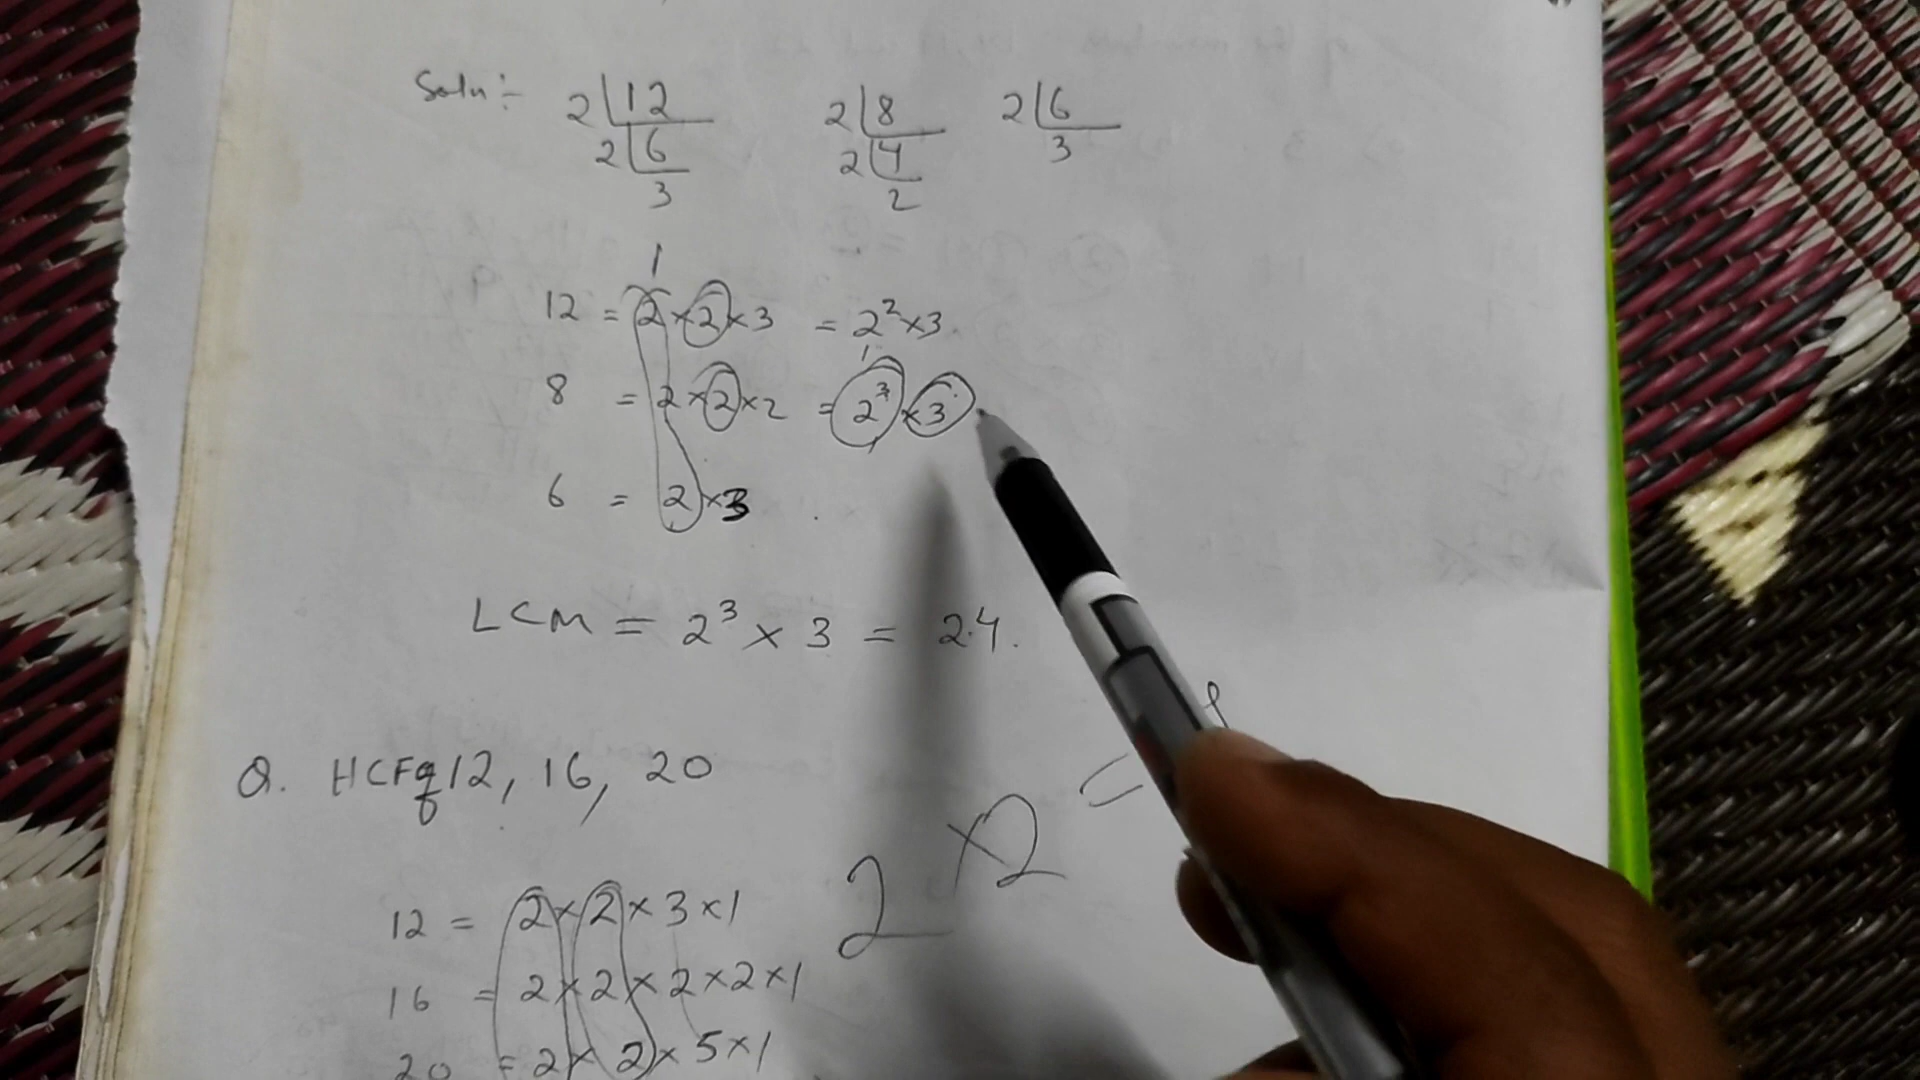 Soln :-
2 12 2 8 2 6
2 6 2 4 3
3 2
1
12 = 2 × 2 × 3 = 2² × 3
8 = 2 × 2 × 2 = 2³ × 3
6 = 2 × 3
LCM = 2³ × 3 = 24.
Q. HCF of 12, 16, 20
2 × 2 =
12 = 2 × 2 × 3 × 1
16 = 2 × 2 × 2 × 2 × 1
20 = 2 × 2 × 5 × 1